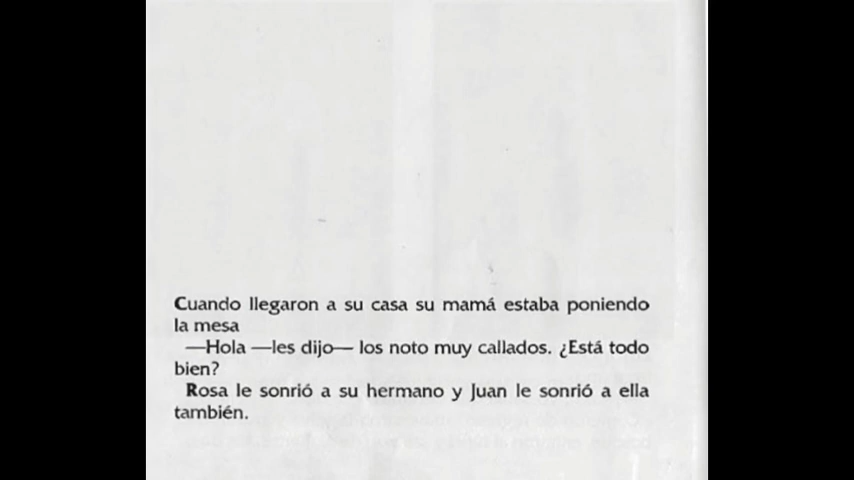 Cuando llegaron a su casa su mamá estaba poniendo
la mesa
—Hola —les dijo— los noto muy callados. ¿Está todo
bien?
Rosa le sonrió a su hermano y Juan le sonrió a ella
también.